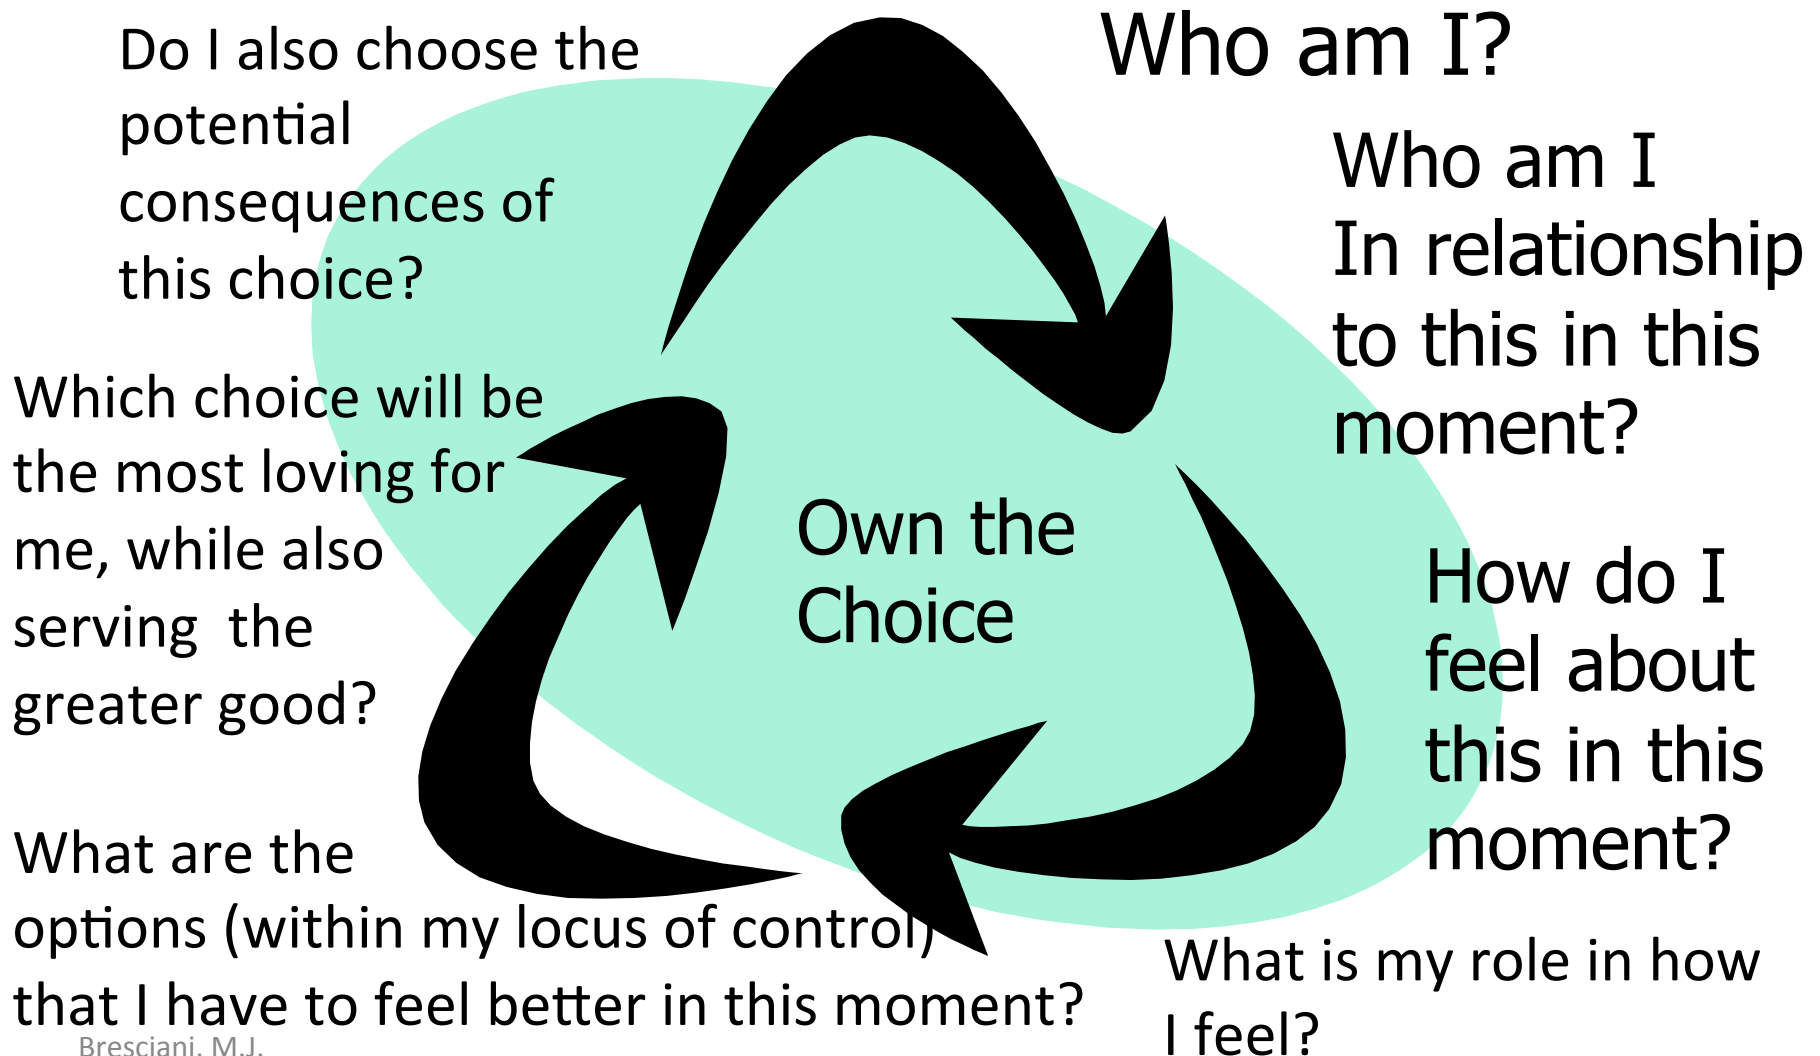 Who am I?
Who am I
In relationship
to this in this
moment?
How do I
feel about
this in this
moment?
What is my role in how
I feel?
What are the
options (within my locus of control)
that I have to feel better in this moment?
Which choice will be
the most loving for
me, while also
serving  the
greater good?
Do I also choose the
potential
consequences of
this choice?
Own the
Choice
Bresciani, M.J.